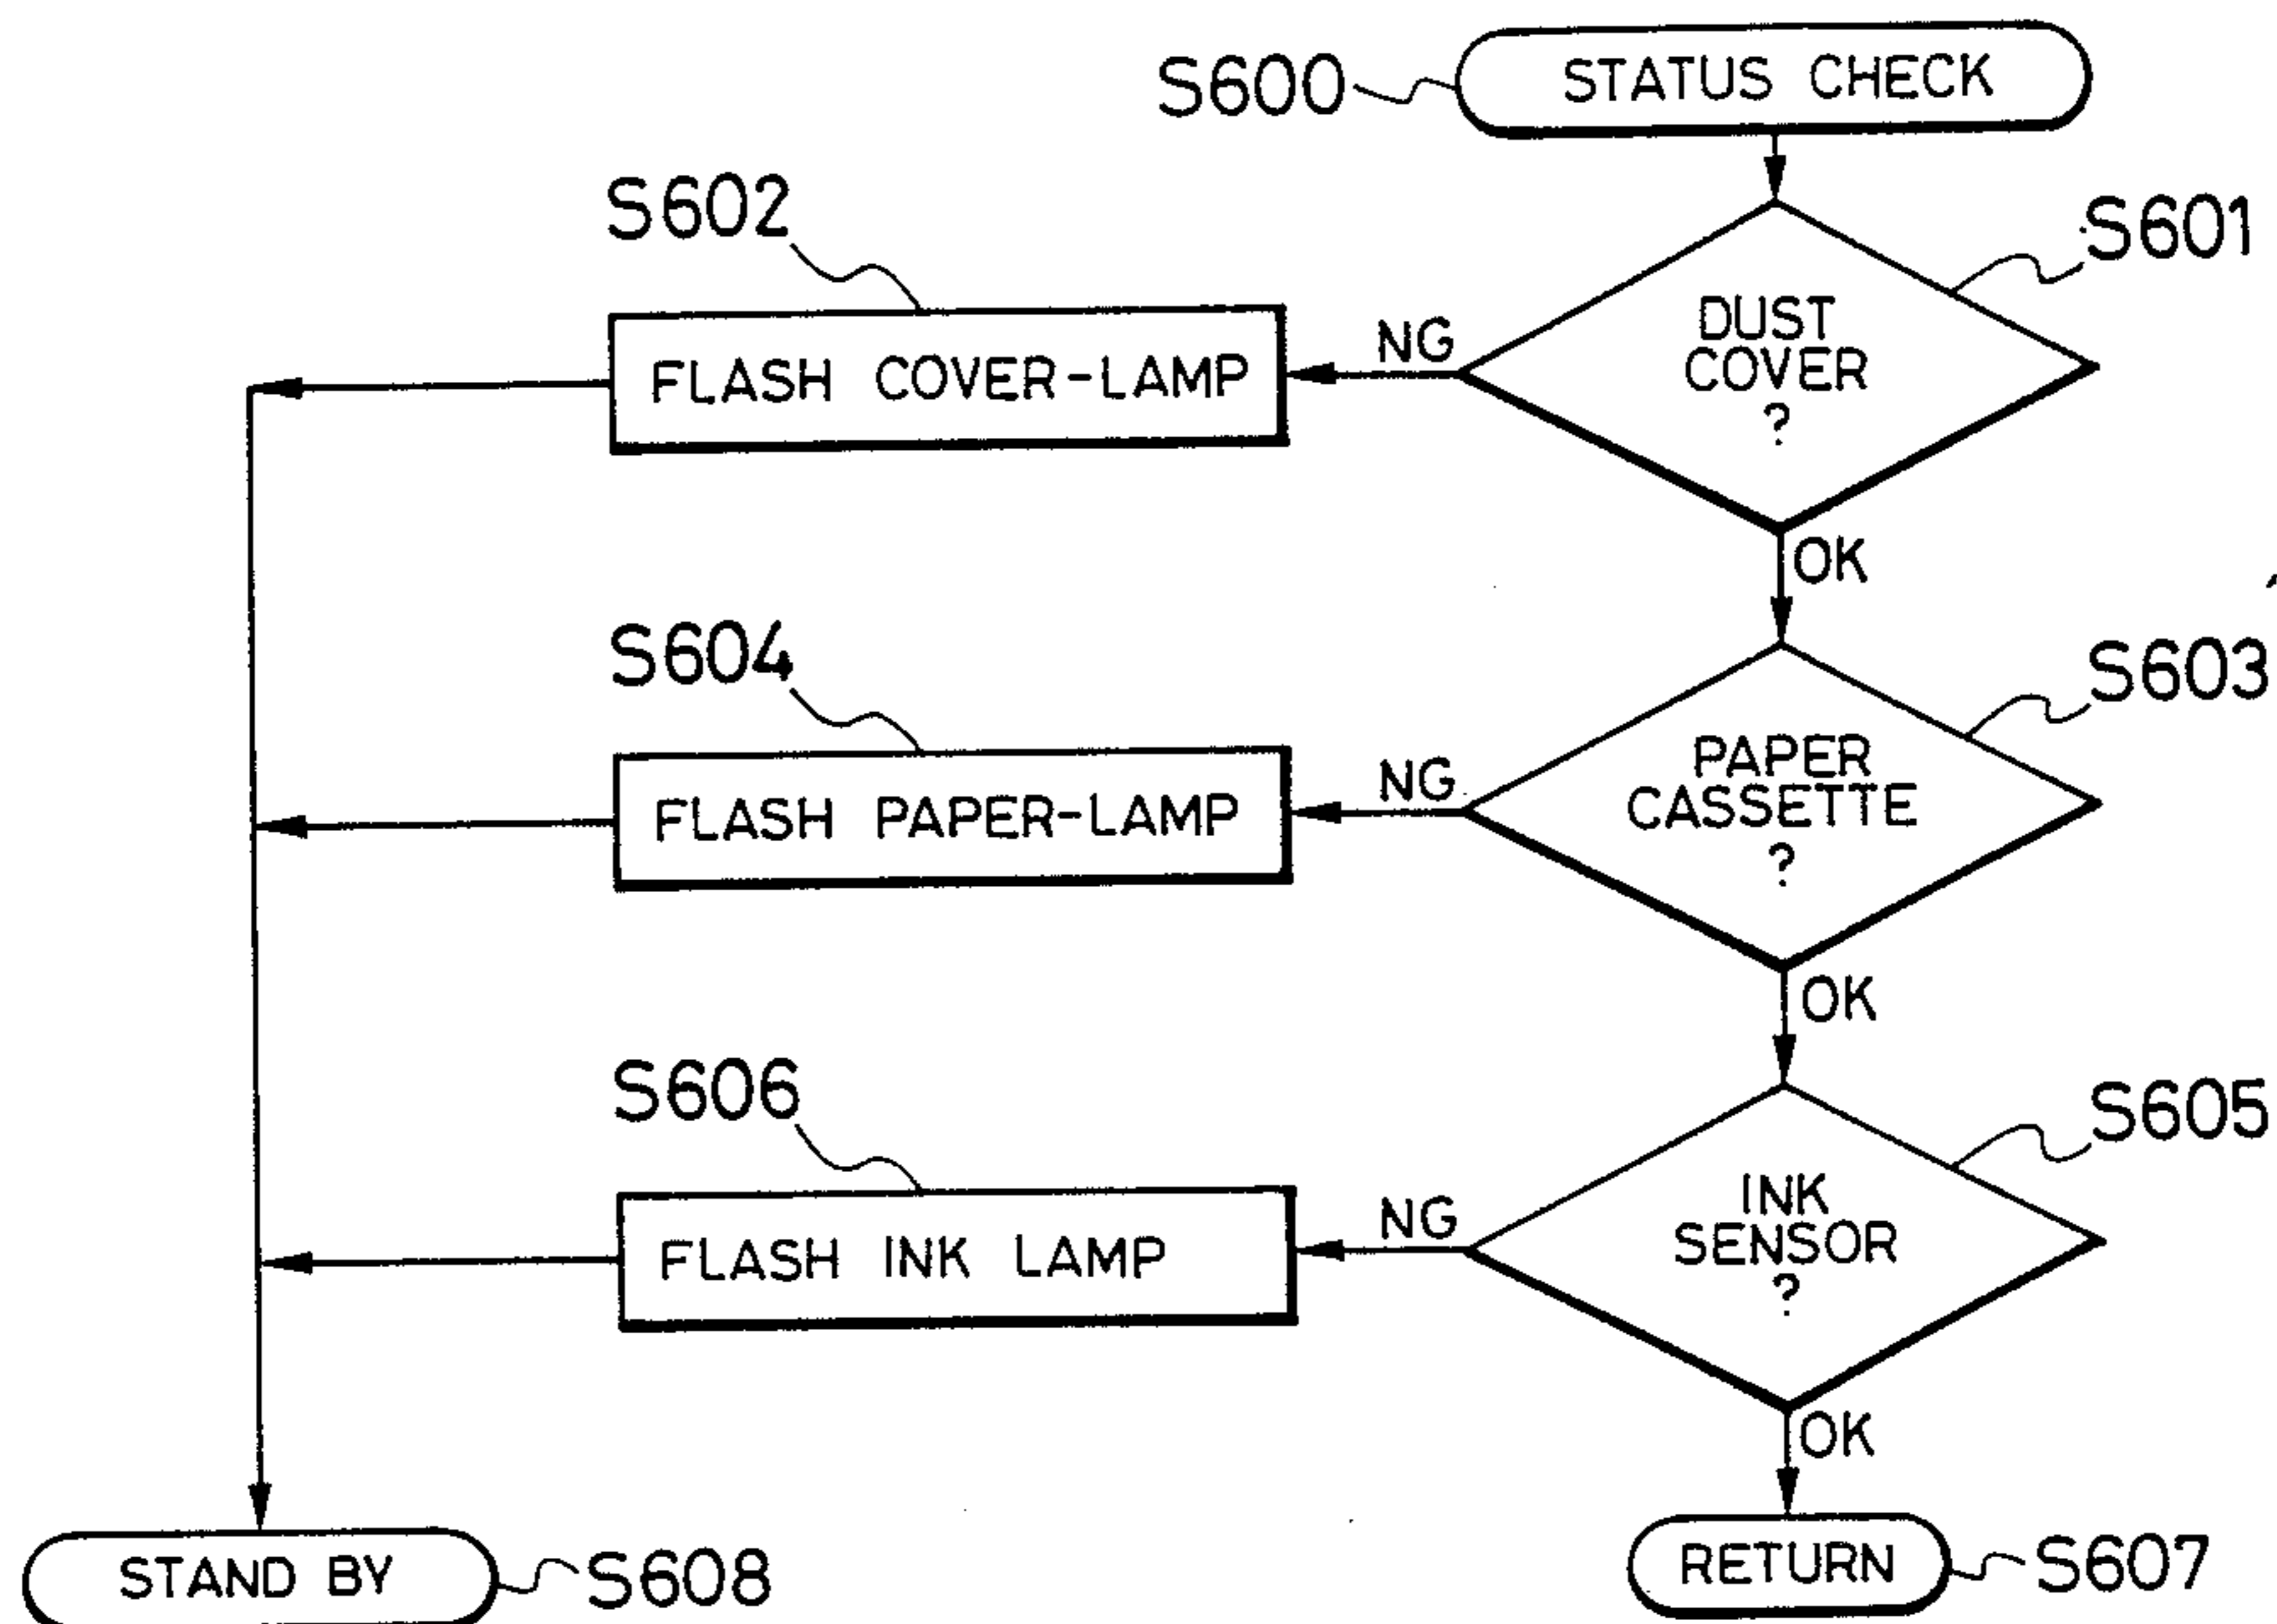 S600
STATUS CHECK
S602
S601
DUST
COVER
?
NG
FLASH COVER-LAMP
OK
S604
S603
PAPER
CASSETTE
?
NG
FLASH PAPER-LAMP
OK
S606
S605
INK
SENSOR
?
NG
FLASH INK LAMP
OK
STAND BY
S608
RETURN
S607